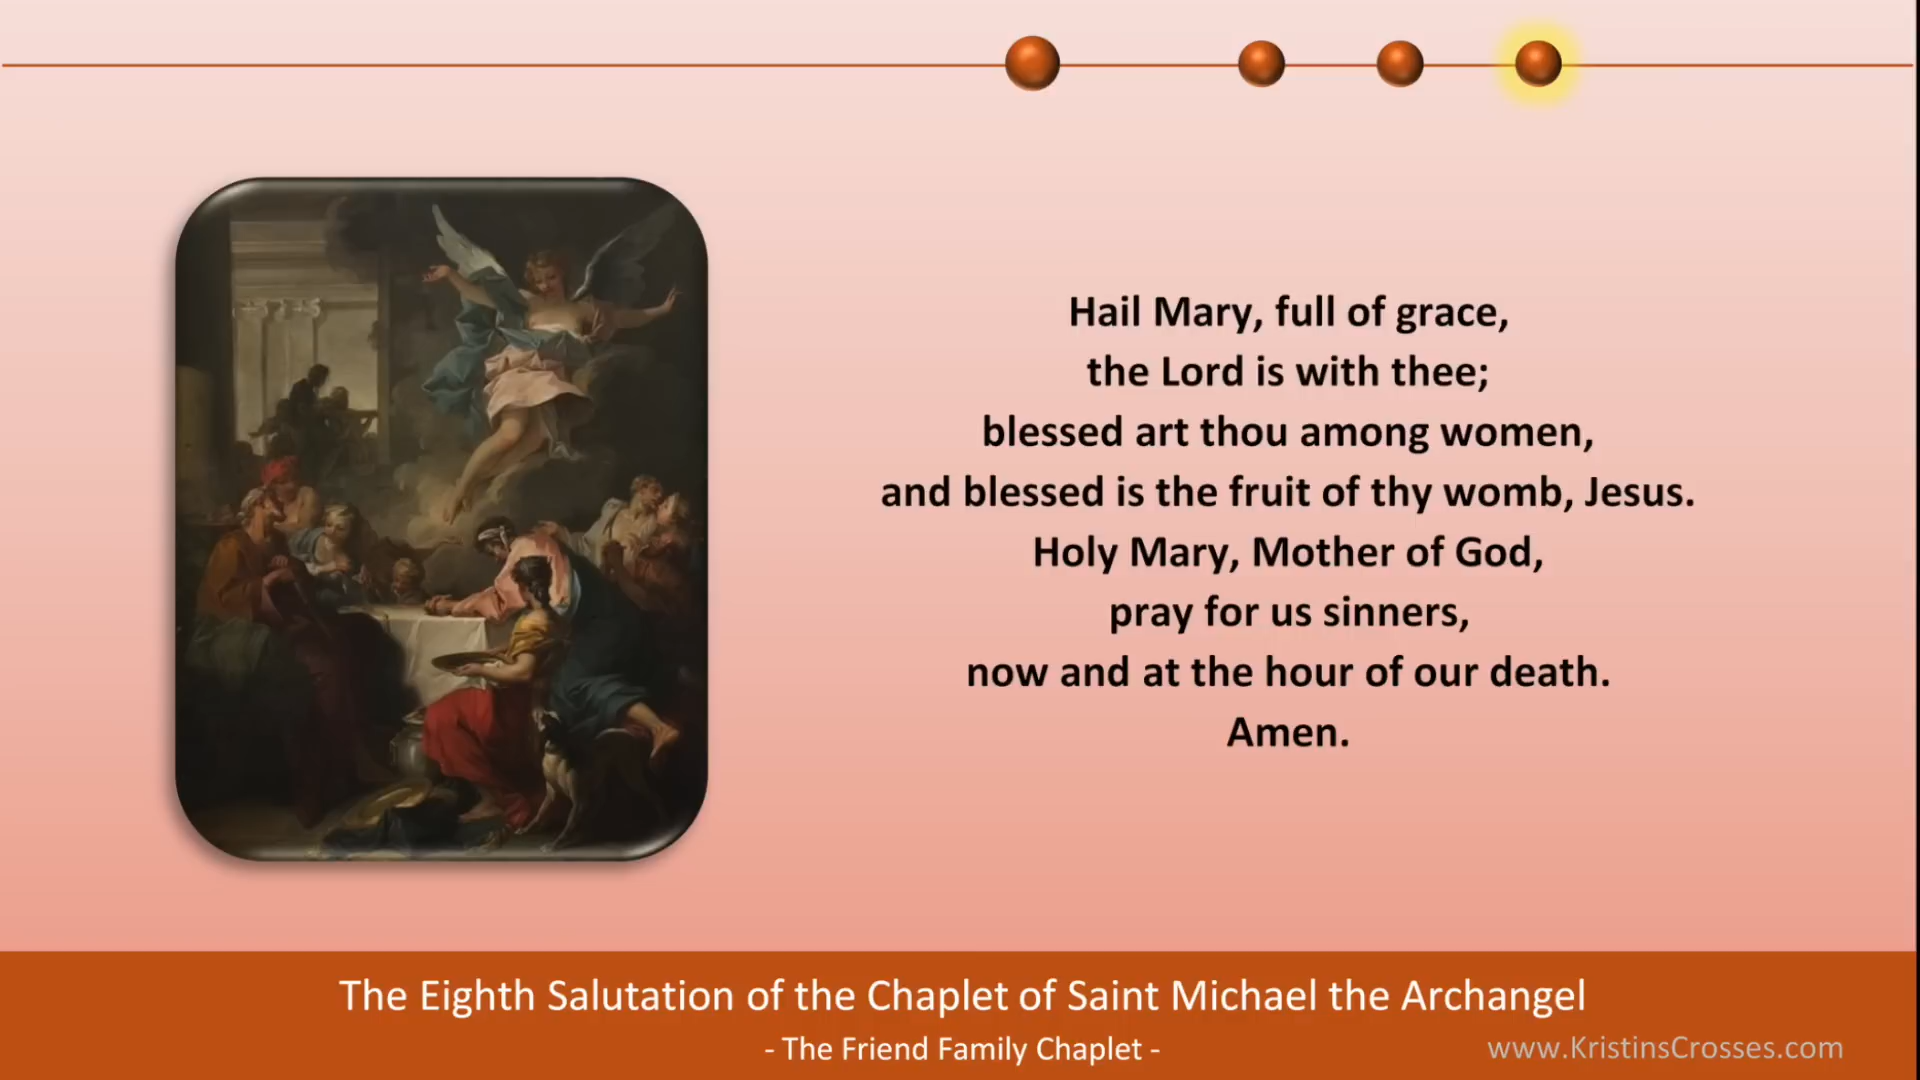 Hail Mary, full of grace,
the Lord is with thee;
blessed art thou among women,
and blessed is the fruit of thy womb, Jesus.
Holy Mary, Mother of God,
pray for us sinners,
now and at the hour of our death.
Amen.
The Eighth Salutation of the Chaplet of Saint Michael the Archangel
- The Friend Family Chaplet -
www.KristinsCrosses.com